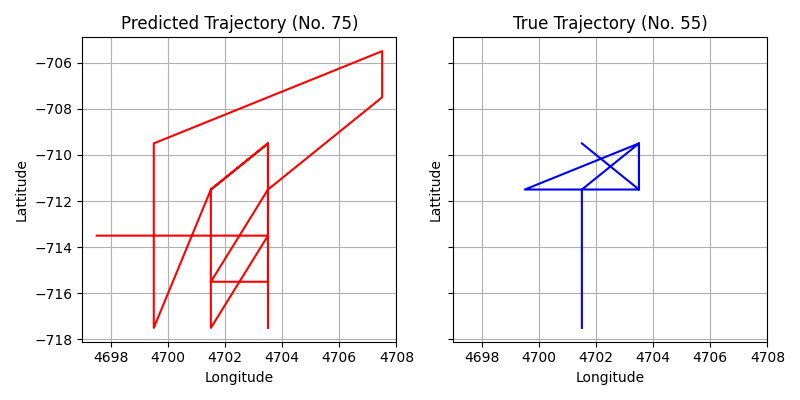 Predicted Trajectory (No. 75)
True Trajectory (No. 55)
Lattitude
−706
−708
−710
−712
−714
−716
−718
4698 4700 4702 4704 4706 4708
Longitude
Lattitude
4698 4700 4702 4704 4706 4708
Longitude